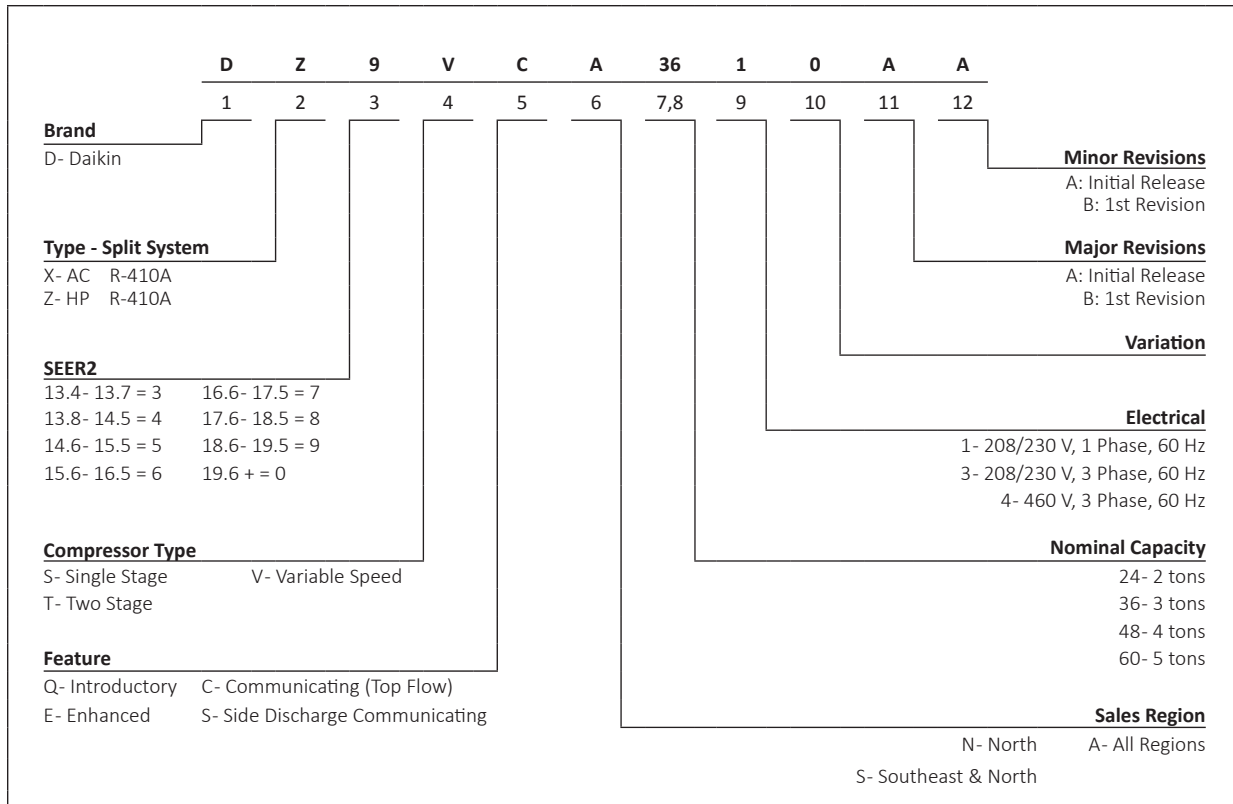 D Z 9 V C A 36 1 0 A A
1 2 3 4 5 6 7,8 9 10 11 12
Brand
D- Daikin
Minor Revisions
A: Initial Release
B: 1st Revision
Type - Split System
X- AC R-410A
Z- HP R-410A
Major Revisions
A: Initial Release
B: 1st Revision
Variation
SEER2
13.4- 13.7 = 3 16.6- 17.5 = 7
13.8- 14.5 = 4 17.6- 18.5 = 8
14.6- 15.5 = 5 18.6- 19.5 = 9
15.6- 16.5 = 6 19.6 + = 0
Electrical
1- 208/230 V, 1 Phase, 60 Hz
3- 208/230 V, 3 Phase, 60 Hz
4- 460 V, 3 Phase, 60 Hz
Compressor Type
S- Single Stage V- Variable Speed
T- Two Stage
Nominal Capacity
24- 2 tons
36- 3 tons
48- 4 tons
60- 5 tons
Feature
Q- Introductory C- Communicating (Top Flow)
E- Enhanced S- Side Discharge Communicating
Sales Region
N- North A- All Regions
S- Southeast & North